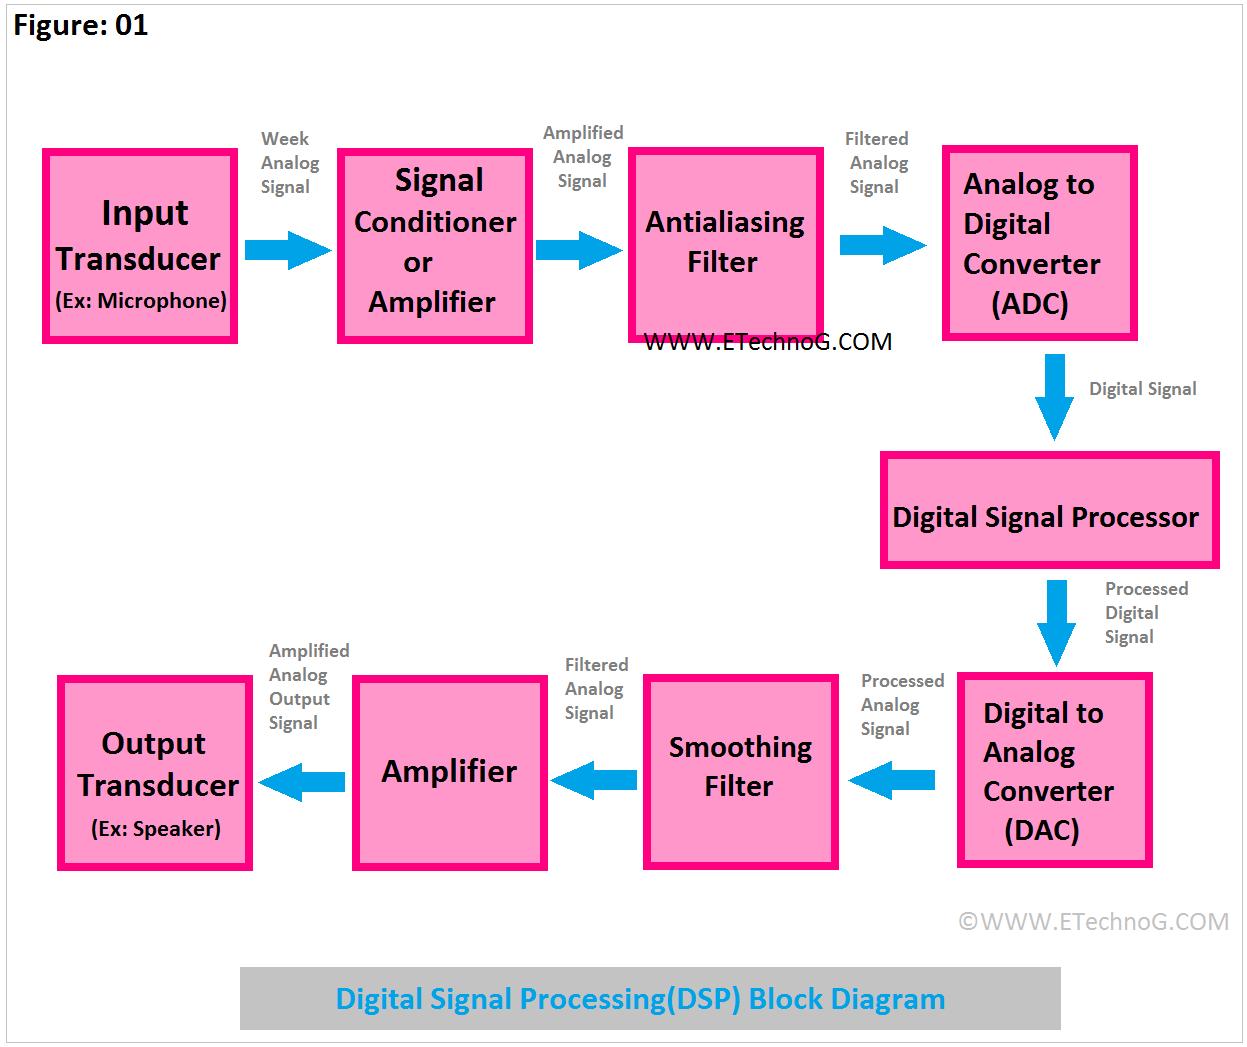 Figure: 01
Input
Transducer
(Ex: Microphone)
Week
Analog
Signal
Signal
Conditioner
or
Amplifier
Amplified
Analog
Signal
Antialiasing
Filter
WWW.ETechnoG.COM
Filtered
Analog
Signal
Analog to
Digital
Converter
(ADC)
Digital Signal
Digital Signal Processor
Processed
Digital
Signal
Digital to
Analog
Converter
(DAC)
Processed
Analog
Signal
Smoothing
Filter
Filtered
Analog
Signal
Amplifier
Amplified
Analog
Output
Signal
Output
Transducer
(Ex: Speaker)
©WWW.ETechnoG.COM
Digital Signal Processing(DSP) Block Diagram